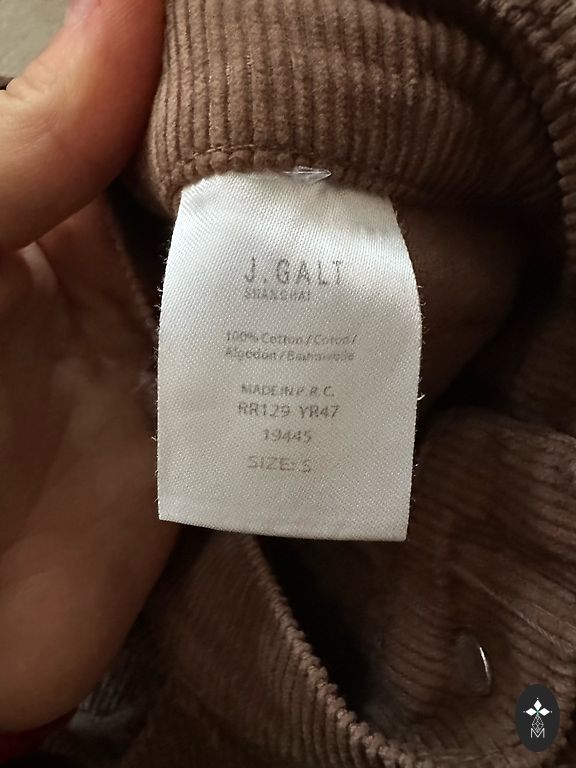 J.GALT
SHANGHAI
100% Cotton / Coton /
Algodon / Baumwolle
MADE IN P. R. C.
RR129 YR47
19445
SIZE: S
M